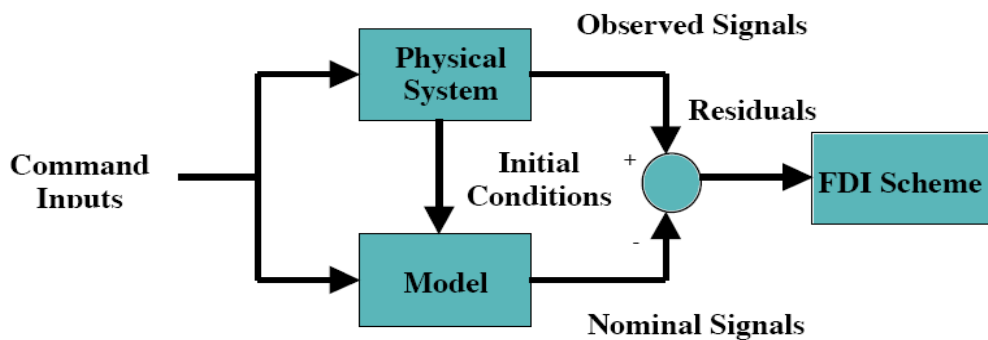 Observed Signals
Physical
System
Residuals
+
Command
Inputs
Initial
Conditions
FDI Scheme
-
Model
Nominal Signals